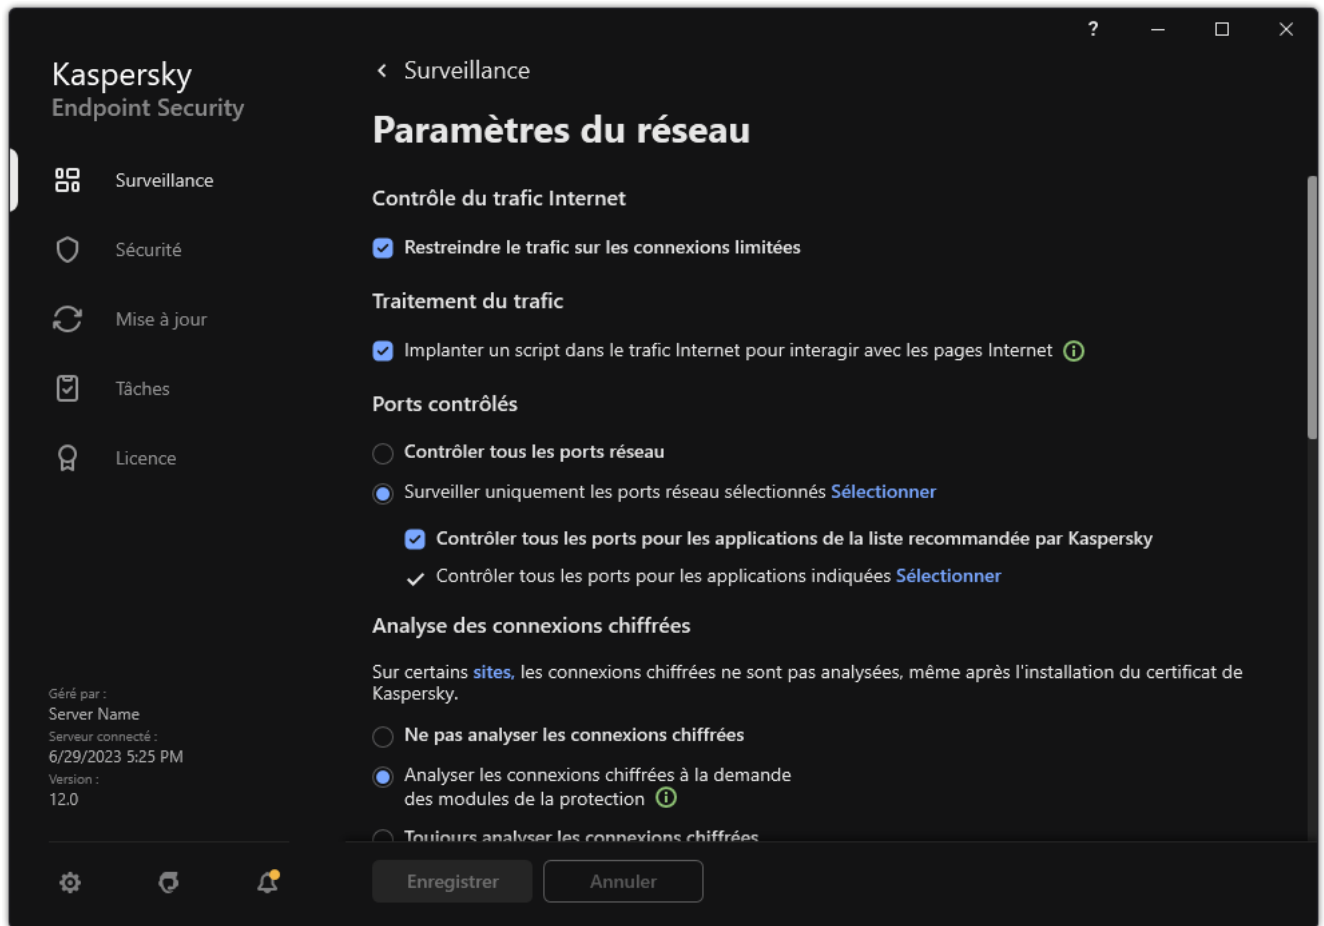 ?
Kaspersky
Endpoint Security
Surveillance
Sécurité
Mise à jour
Tâches
Licence
Géré par :
Server Name
Serveur connecté :
6/29/2023 5:25 PM
Version :
12.0
Surveillance
Paramètres du réseau
Contrôle du trafic Internet
Restreindre le trafic sur les connexions limitées
Traitement du trafic
Implanter un script dans le trafic Internet pour interagir avec les pages Internet
Ports contrôlés
Contrôler tous les ports réseau
Surveiller uniquement les ports réseau sélectionnés Sélectionner
Contrôler tous les ports pour les applications de la liste recommandée par Kaspersky
Contrôler tous les ports pour les applications indiquées Sélectionner
Analyse des connexions chiffrées
Sur certains sites, les connexions chiffrées ne sont pas analysées, même après l'installation du certificat de
Kaspersky.
Ne pas analyser les connexions chiffrées
Analyser les connexions chiffrées à la demande
des modules de la protection
Toujours analyser les connexions chiffrées
Enregistrer
Annuler